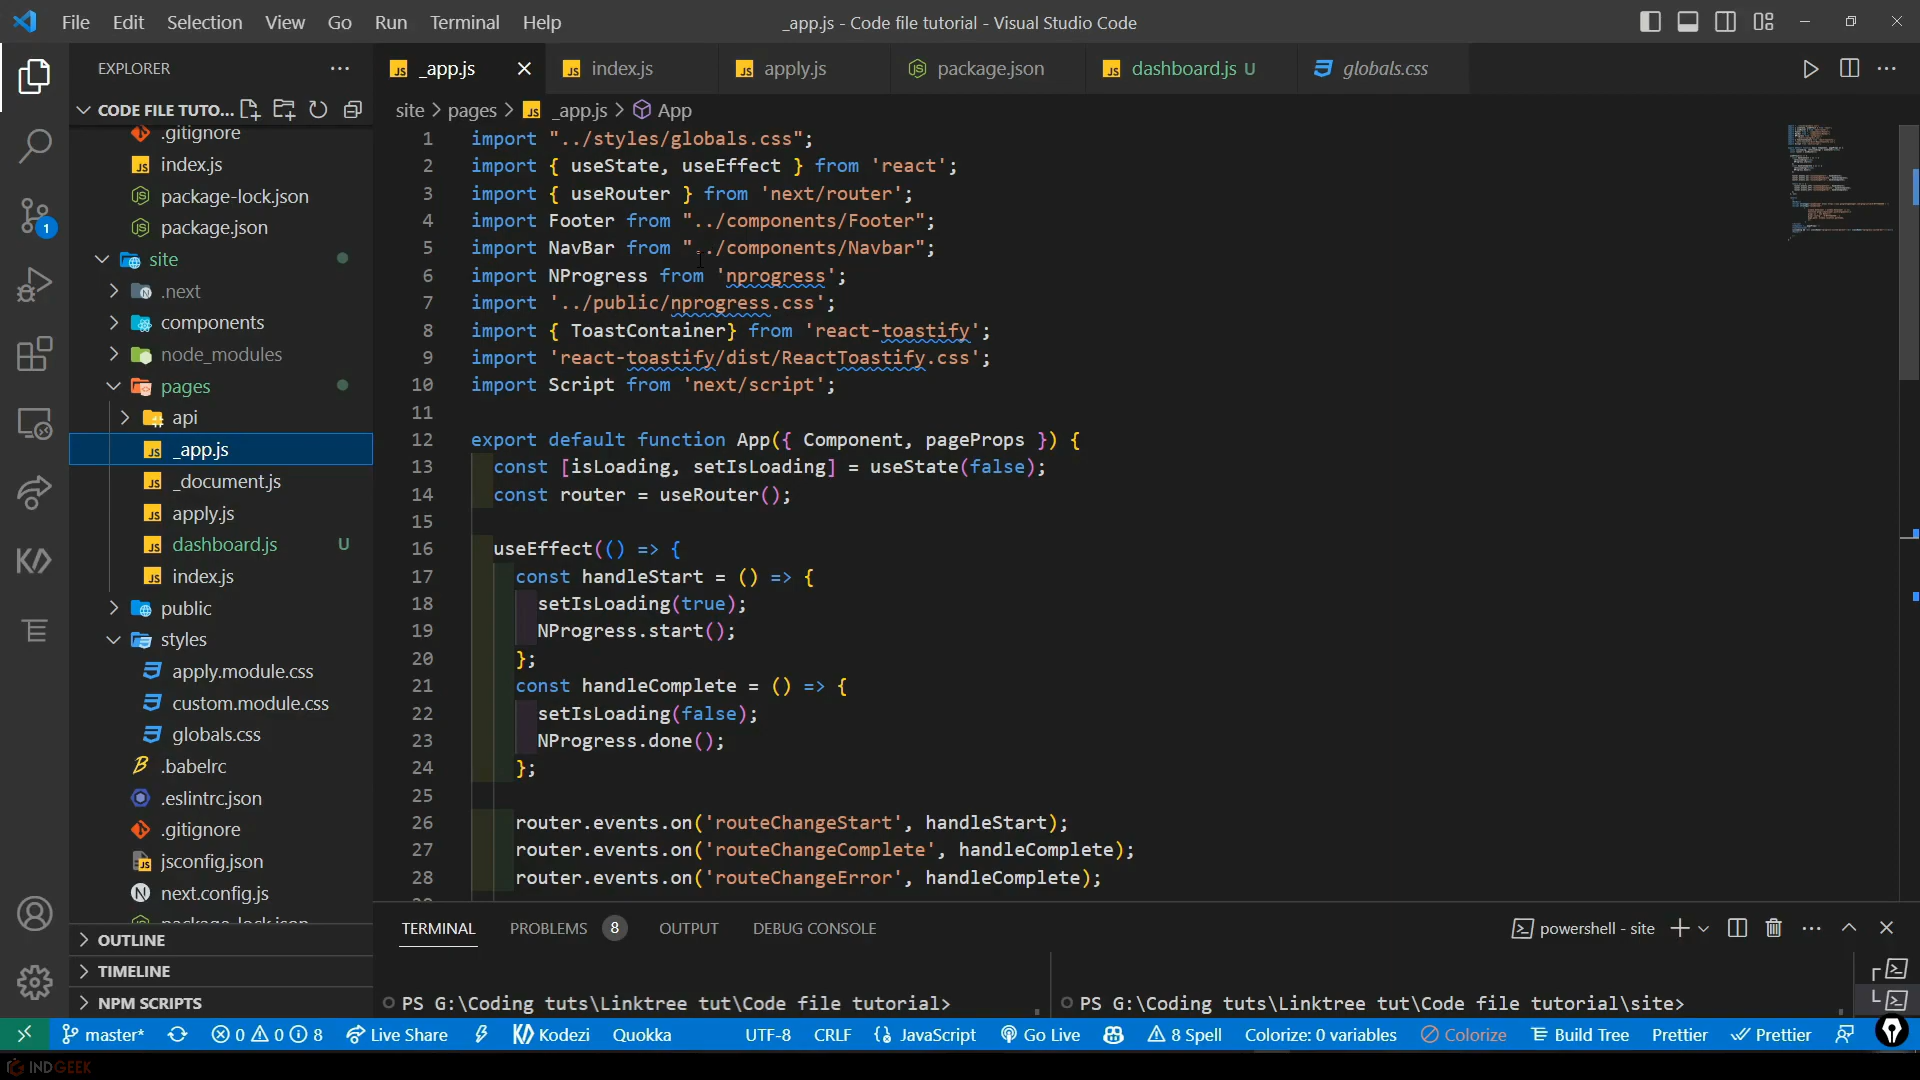 File Edit Selection View Go Run Terminal Help
_app.js - Code file tutorial - Visual Studio Code
EXPLORER
CODE FILE TUTO...
.gitignore
index.js
package-lock.json
package.json
site
.next
components
node_modules
pages
api
_app.js
_document.js
apply.js
dashboard.js U
index.js
public
styles
apply.module.css
custom.module.css
globals.css
.babelrc
.eslintrc.json
.gitignore
jsconfig.json
next.config.js
package-lock.json
OUTLINE
TIMELINE
NPM SCRIPTS
_app.js index.js apply.js package.json dashboard.js U globals.css
site > pages > _app.js > App
1 import "../styles/globals.css";
2 import { useState, useEffect } from 'react';
3 import { useRouter } from 'next/router';
4 import Footer from "../components/Footer";
5 import NavBar from "../components/Navbar";
6 import NProgress from 'nprogress';
7 import '../public/nprogress.css';
8 import { ToastContainer} from 'react-toastify';
9 import 'react-toastify/dist/ReactToastify.css';
10 import Script from 'next/script';
11
12 export default function App({ Component, pageProps }) {
13 const [isLoading, setIsLoading] = useState(false);
14 const router = useRouter();
15
16 useEffect(() => {
17 const handleStart = () => {
18 setIsLoading(true);
19 NProgress.start();
20 };
21 const handleComplete = () => {
22 setIsLoading(false);
23 NProgress.done();
24 };
25
26 router.events.on('routeChangeStart', handleStart);
27 router.events.on('routeChangeComplete', handleComplete);
28 router.events.on('routeChangeError', handleComplete);
TERMINAL PROBLEMS 8 OUTPUT DEBUG CONSOLE
powershell - site
PS G:\Coding tuts\Linktree tut\Code file tutorial>
PS G:\Coding tuts\Linktree tut\Code file tutorial\site>
1
master* 0 0 8 Live Share Kodezi Quokka UTF-8 CRLF JavaScript Go Live 8 Spell Colorize: 0 variables Colorize Build Tree Prettier Prettier
INDGEEK